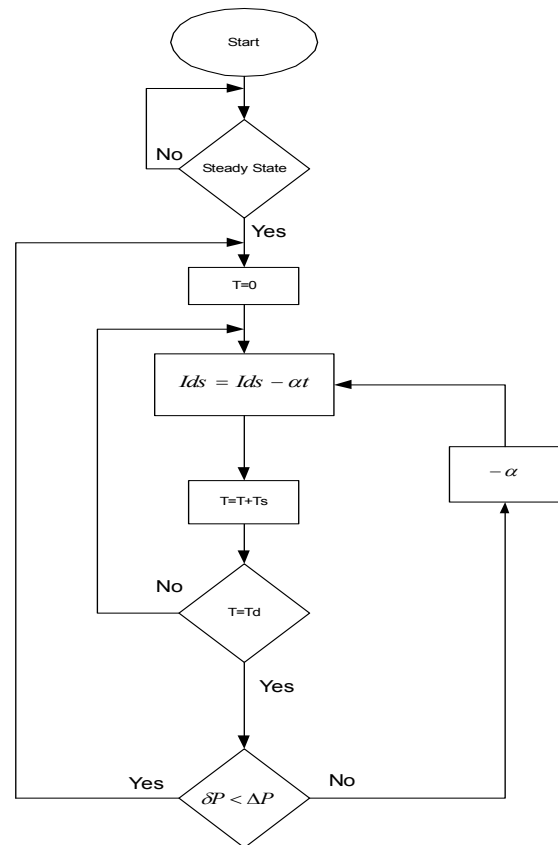 Start
No
Steady State
Yes
T=0
Ids = Ids − αt
− α
T=T+Ts
No
T=Td
Yes
Yes
δP < ΔP
No